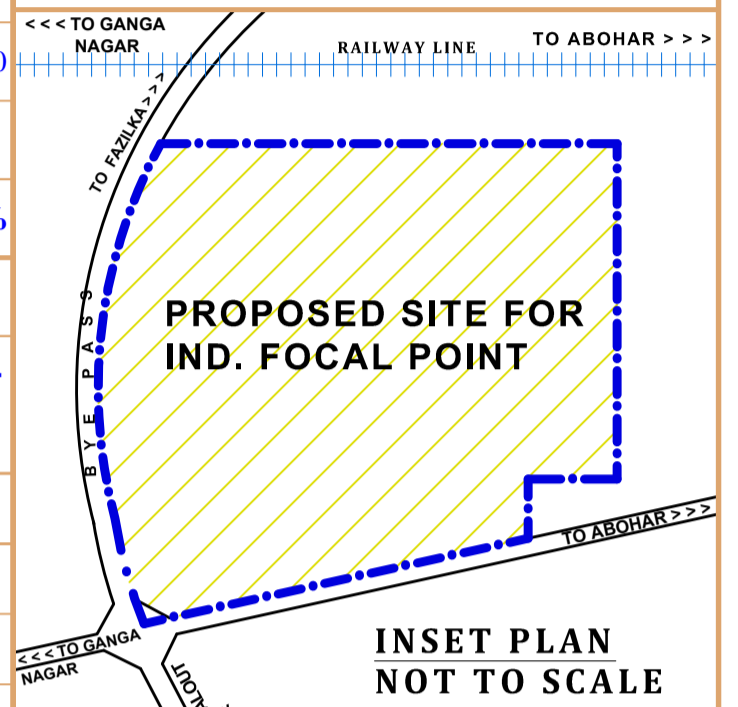 <<< TO GANGA
NAGAR
RAILWAY LINE
TO ABOHAR > > >
TO FAZILKA >>>
BYE PASS
PROPOSED SITE FOR
IND. FOCAL POINT
TO ABOHAR > > >
<<< TO GANGA
NAGAR
INSET PLAN
NOT TO SCALE